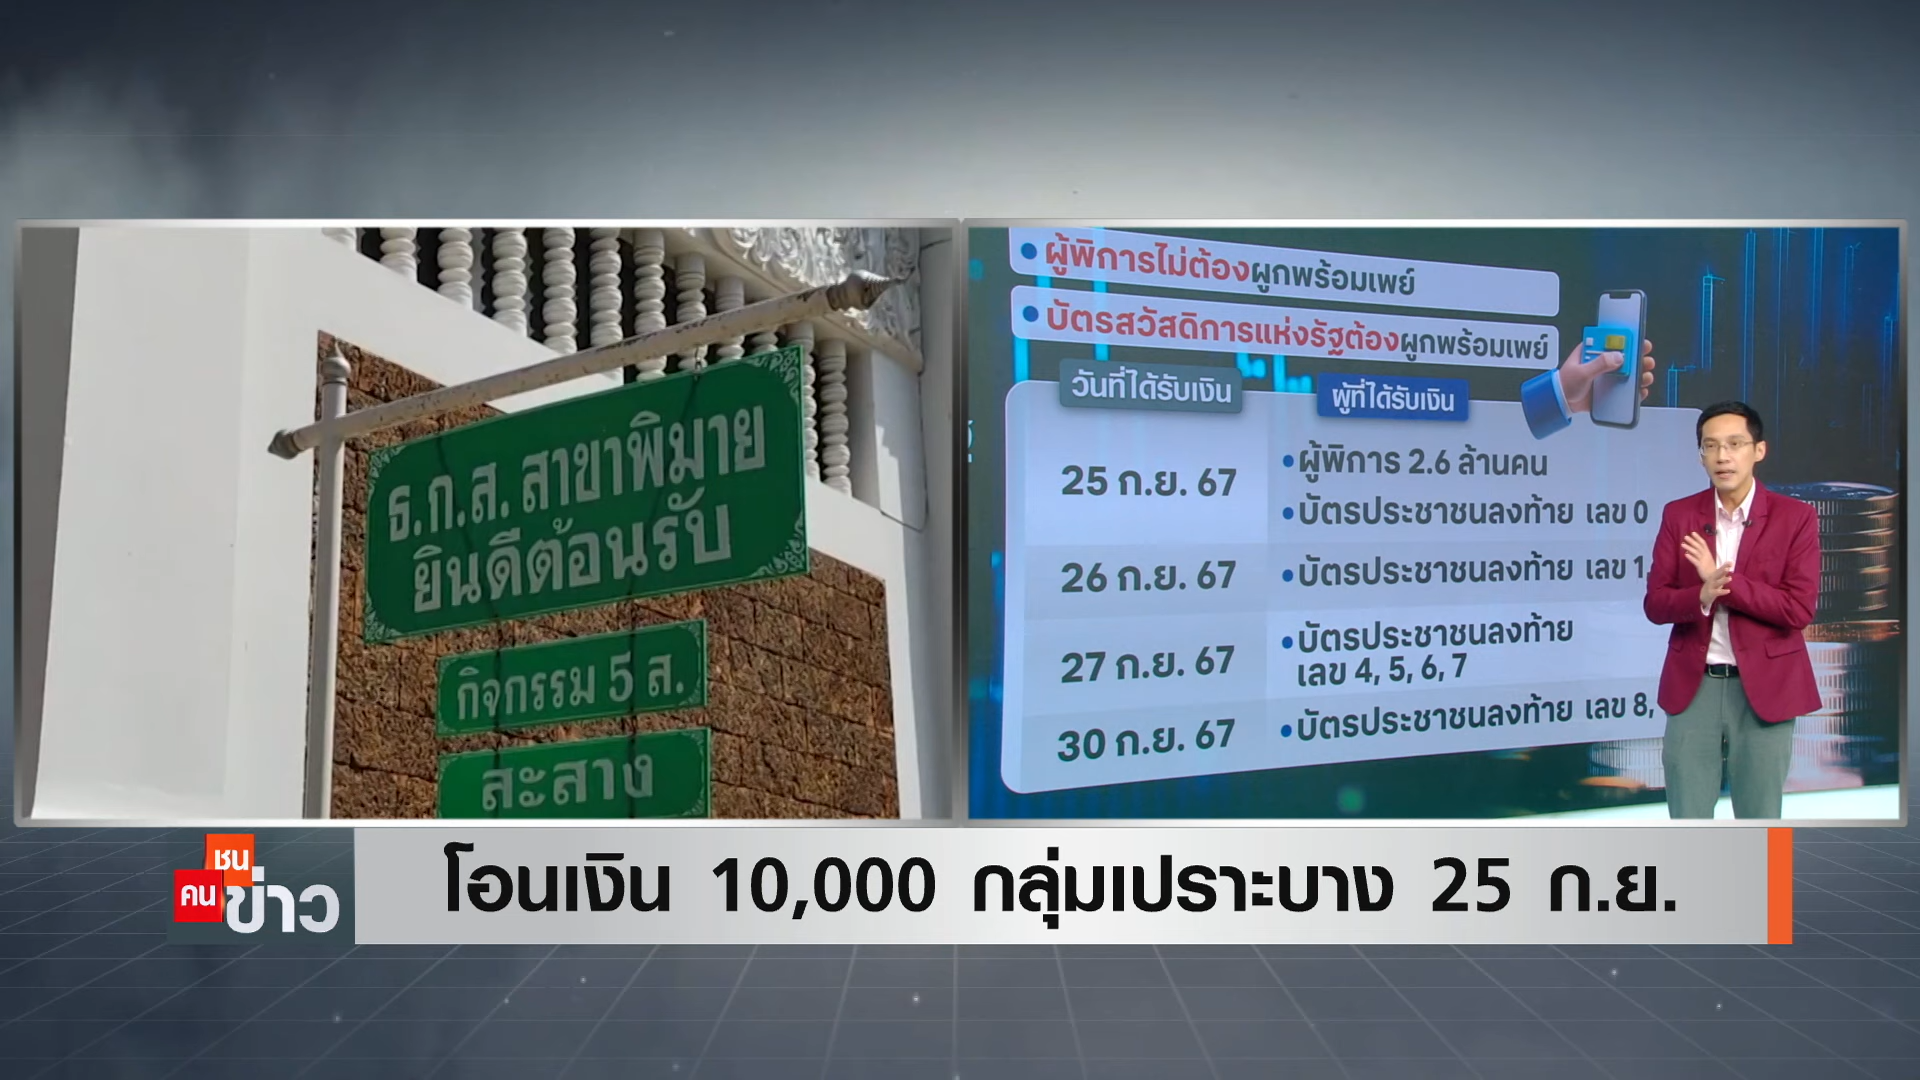 ธ.ก.ส. สาขาพิมาย
ยินดีต้อนรับ
กิจกรรม 5 ส.
สะสาง
• ผู้พิการไม่ต้องผูกพร้อมเพย์
• บัตรสวัสดิการแห่งรัฐต้องผูกพร้อมเพย์
วันที่ได้รับเงิน ผู้ที่ได้รับเงิน
25 ก.ย. 67
• ผู้พิการ 2.6 ล้านคน
• บัตรประชาชนลงท้าย เลข 0
26 ก.ย. 67 • บัตรประชาชนลงท้าย เลข 1,
27 ก.ย. 67
• บัตรประชาชนลงท้าย
เลข 4, 5, 6, 7
30 ก.ย. 67 • บัตรประชาชนลงท้าย เลข 8,
ชน
คน
ข่าว
โอนเงิน 10,000 กลุ่มเปราะบาง 25 ก.ย.